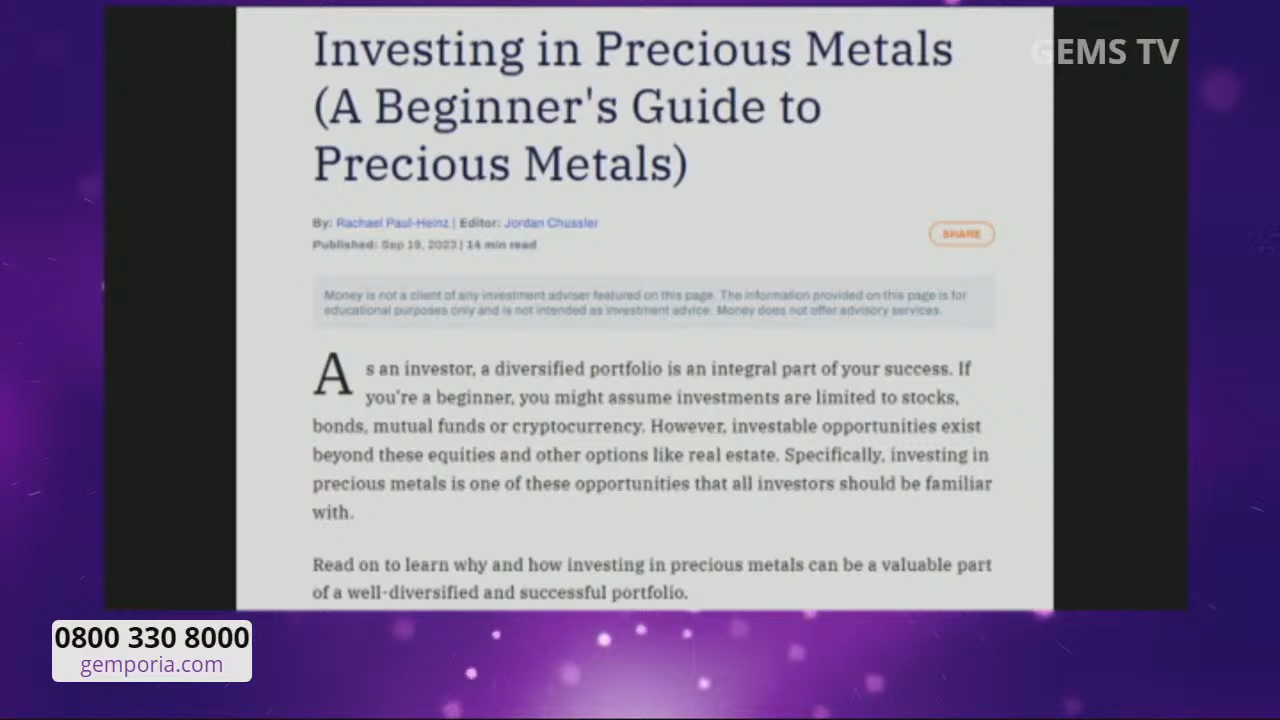 Investing in Precious Metals
(A Beginner's Guide to
Precious Metals)
GEMS TV
By: Rachael Paul-Heinz | Editor: Jordan Chussler
Published: Sep 19, 2023 | 14 min read
SHARE
Money is not a client of any investment adviser featured on this page. The information provided on this page is for
educational purposes only and is not intended as investment advice. Money does not offer advisory services.
As an investor, a diversified portfolio is an integral part of your success. If
you're a beginner, you might assume investments are limited to stocks,
bonds, mutual funds or cryptocurrency. However, investable opportunities exist
beyond these equities and other options like real estate. Specifically, investing in
precious metals is one of these opportunities that all investors should be familiar
with.
Read on to learn why and how investing in precious metals can be a valuable part
of a well-diversified and successful portfolio.
0800 330 8000
gemporia.com